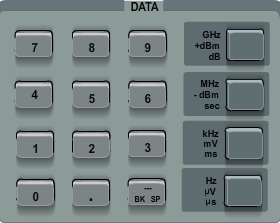 DATA
7 8 9
GHz
+dBm
dB
4 5 6
MHz
- dBm
sec
1 2 3
kHz
mV
ms
0 . ---
BK SP
Hz
µV
µs